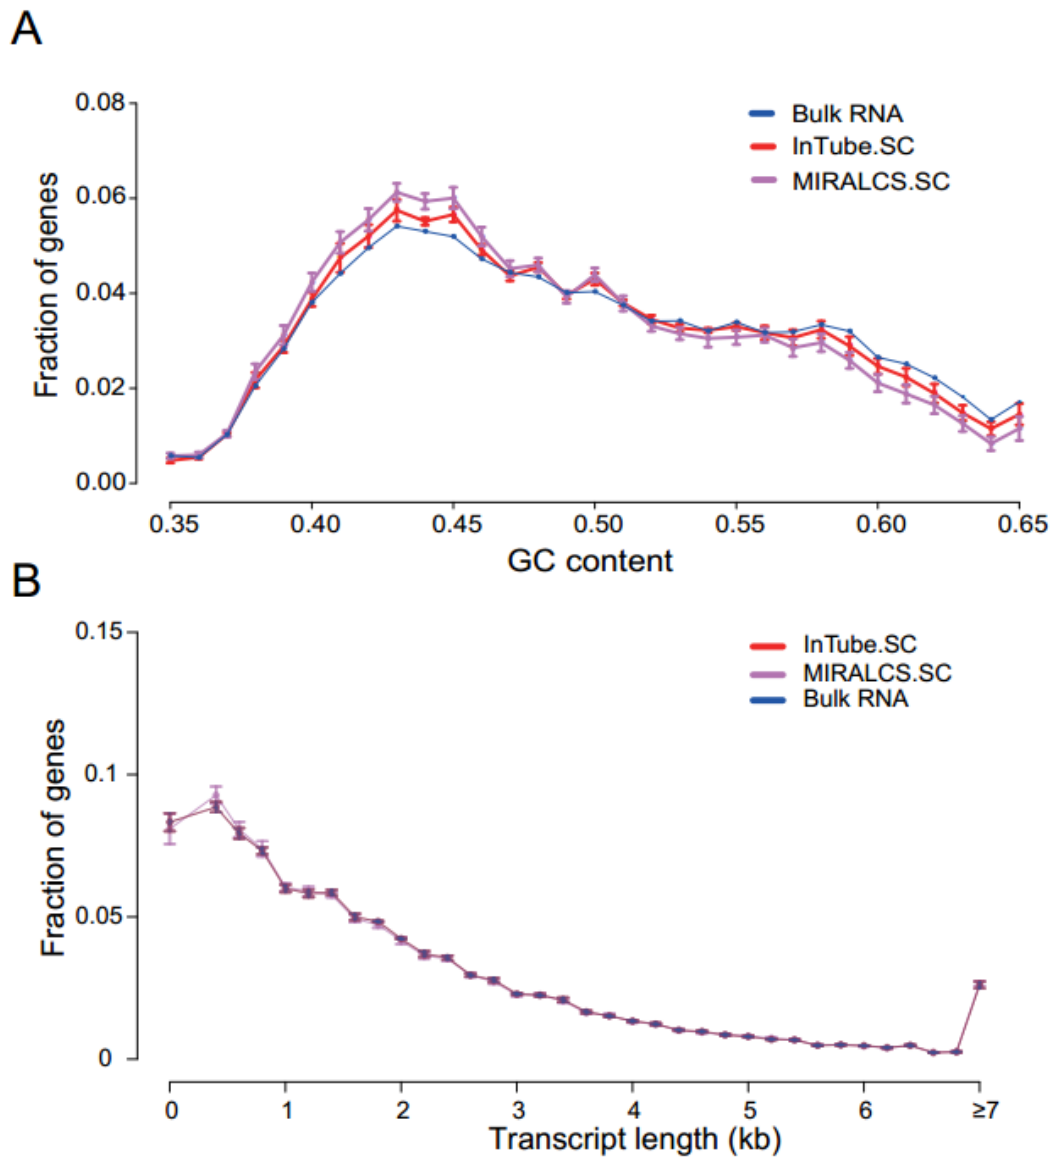 A
0.08
0.06
0.04
0.02
0.00
Fraction of genes
Bulk RNA
InTube.SC
MIRALCS.SC
0.35 0.40 0.45 0.50 0.55 0.60 0.65
GC content
B
0.15
0.1
0.05
0
Fraction of genes
InTube.SC
MIRALCS.SC
Bulk RNA
0 1 2 3 4 5 6 ≥7
Transcript length (kb)